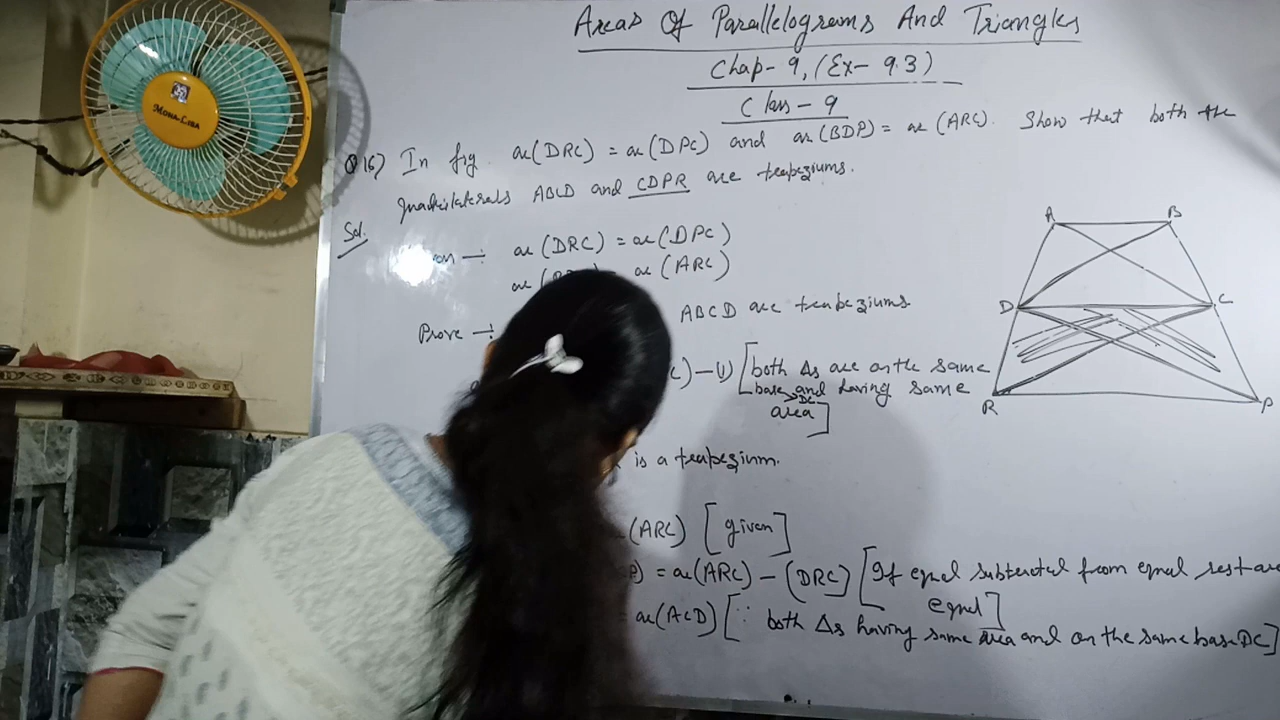 Areas Of Parallelograms And Triangles
Chap-9, (Ex-9.3)
Class-9
Q16) In fig ar(DRC) = ar(DPC) and ar(BDP) = ar(ARC). Show that both the
quadrilaterals ABCD and CDPR are trapeziums.
Sol.
ar(DRC) = ar(DPC)
ar( ar(ARC)
Prove ÷ ABCD are trapeziums
C) -(1) [both Δs are on the same
base and having same
DC
area]
is a trapezium.
(ARC) [given]
P) = ar(ARC) - (DRC) [If equal subtracted from equal rest are
equal]
= ar(ACD) [∵ both Δs having same area and on the same base DC]
A B
D C
R P
MONA-LISA